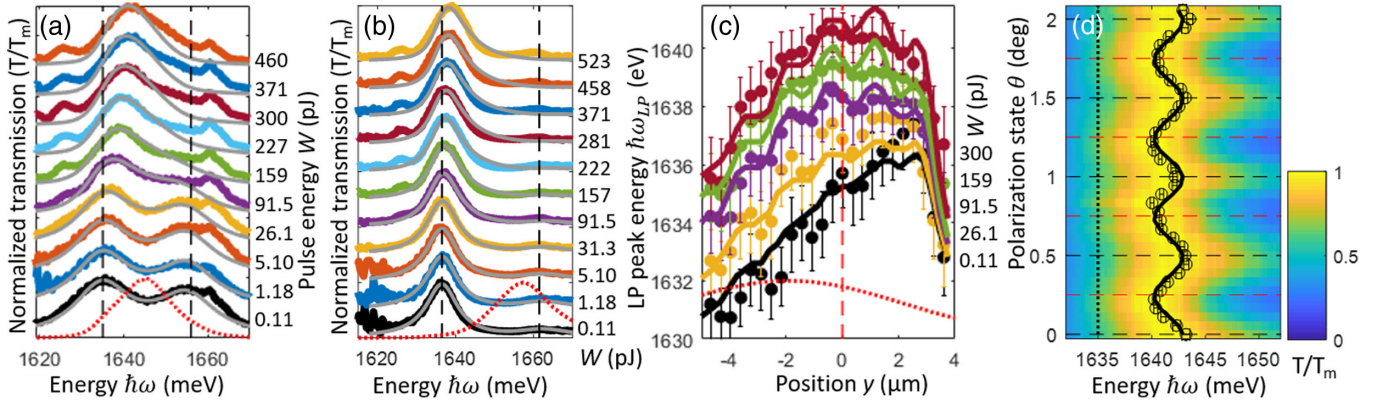 (a)
Normalized transmission (T/Tm)
460
371
300
227
159
91.5
26.1
5.10
1.18
0.11
Pulse energy W (pJ)
1620 1640 1660
Energy ℏω (meV)
(b)
Normalized transmission (T/Tm)
523
458
371
281
222
157
91.5
31.3
5.10
1.18
0.11
W (pJ)
1620 1640 1660
Energy ℏω (meV)
(c)
LP peak energy ℏωLP (eV)
1640
1638
1636
1634
1632
1630
W (pJ)
300
159
91.5
26.1
0.11
-4 -2 0 2 4
Position y (μm)
(d)
Polarization state θ (deg)
2
1.5
1
0.5
0
1635 1640 1645 1650
Energy ℏω (meV)
1
0.5
0
T/Tm